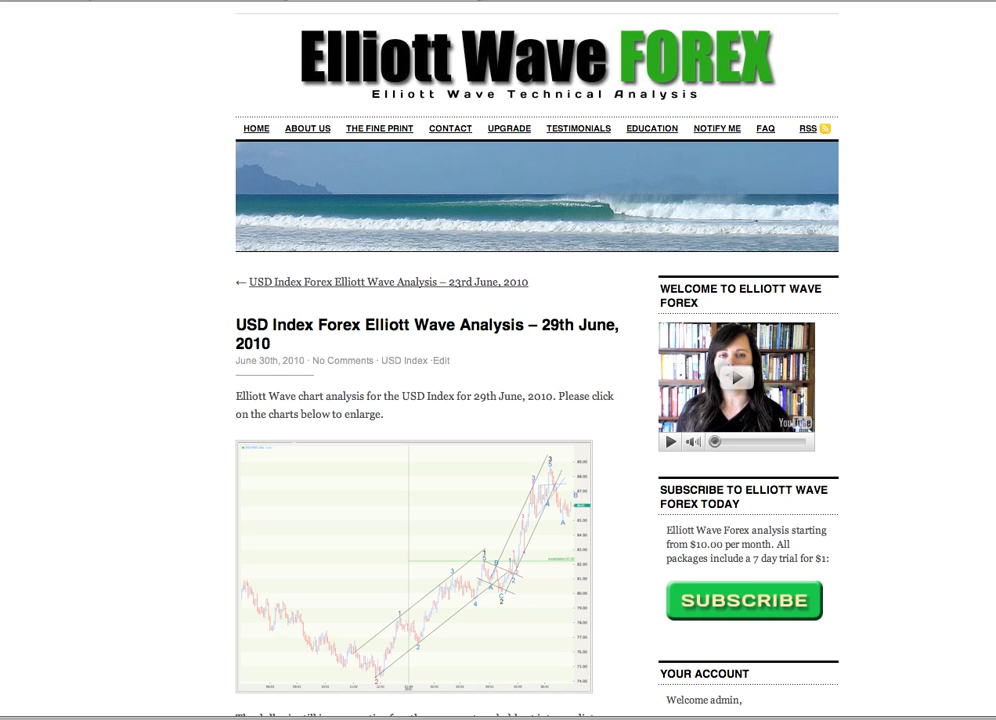 Elliott Wave FOREX
Elliott Wave Technical Analysis
HOME ABOUT US THE FINE PRINT CONTACT UPGRADE TESTIMONIALS EDUCATION NOTIFY ME FAQ RSS
← USD Index Forex Elliott Wave Analysis – 23rd June, 2010
USD Index Forex Elliott Wave Analysis – 29th June,
2010
June 30th, 2010 · No Comments · USD Index ·Edit
Elliott Wave chart analysis for the USD Index for 29th June, 2010. Please click
on the charts below to enlarge.
WELCOME TO ELLIOTT WAVE
FOREX
You Tube
SUBSCRIBE TO ELLIOTT WAVE
FOREX TODAY
Elliott Wave Forex analysis starting
from $10.00 per month. All
packages include a 7 day trial for $1:
SUBSCRIBE
YOUR ACCOUNT
Welcome admin,